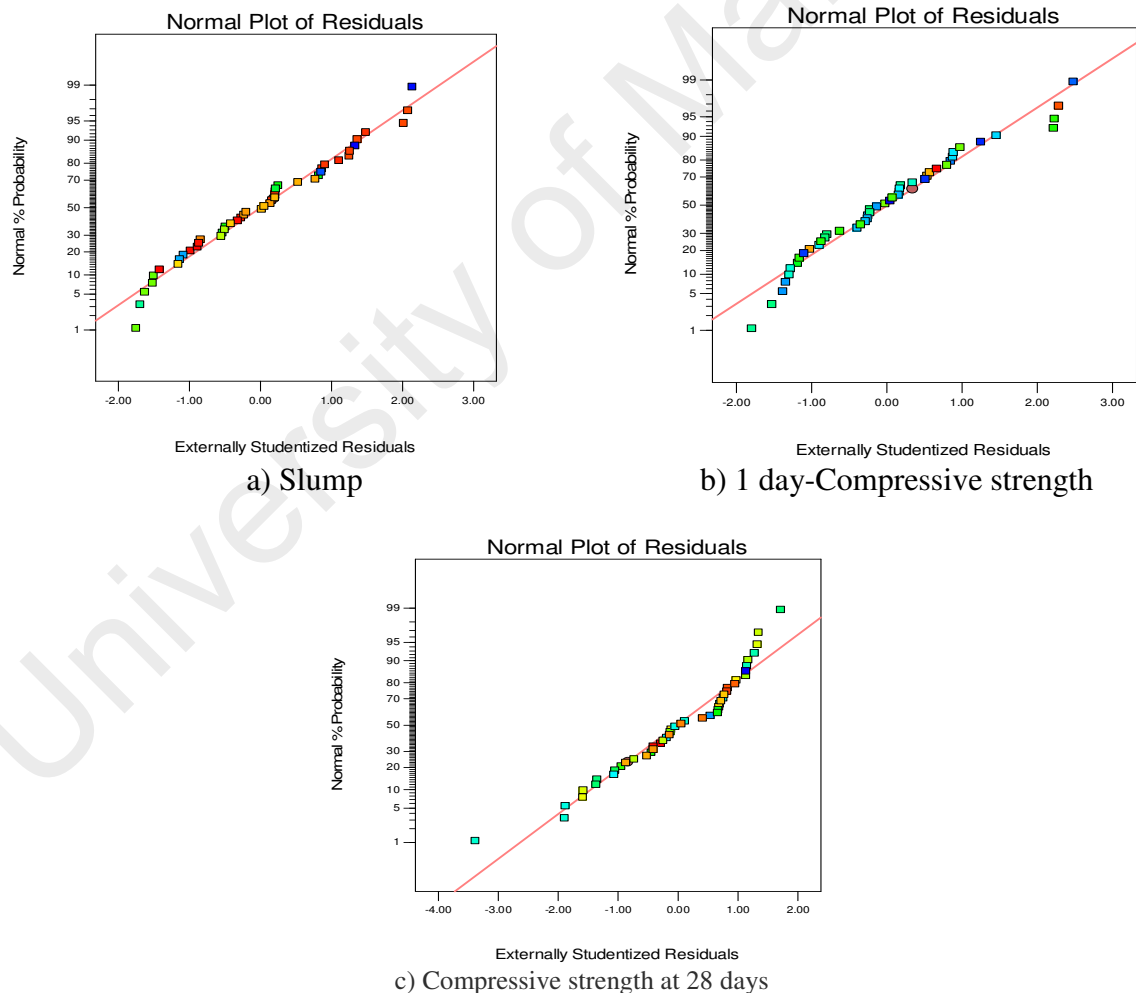 Normal Plot of Residuals
Normal % Probability
99
95
90
80
70
50
30
20
10
5
1
-2.00 -1.00 0.00 1.00 2.00 3.00
Externally Studentized Residuals
a) Slump
Normal Plot of Residuals
Normal % Probability
99
95
90
80
70
50
30
20
10
5
1
-2.00 -1.00 0.00 1.00 2.00 3.00
Externally Studentized Residuals
b) 1 day-Compressive strength
Normal Plot of Residuals
Normal % Probability
99
95
90
80
70
50
30
20
10
5
1
-4.00 -3.00 -2.00 -1.00 0.00 1.00 2.00
Externally Studentized Residuals
c) Compressive strength at 28 days
University of